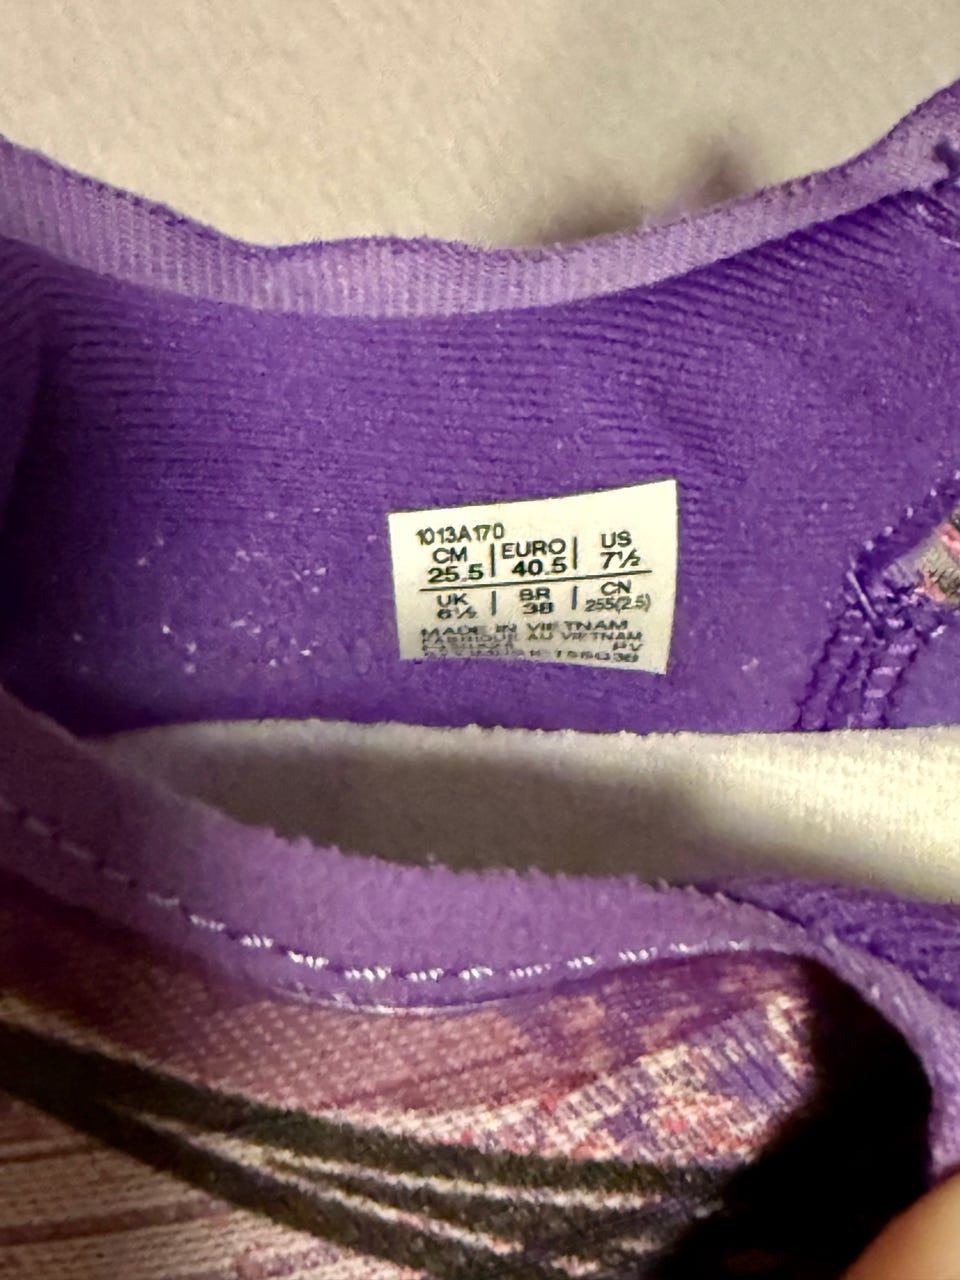 1013A170
CM | EURO | US
25.5 | 40.5 | 7½
UK | BR | CN
6½ | 38 | 255(2.5)
MADE IN VIETNAM
FABRIQUÉ AU VIETNAM